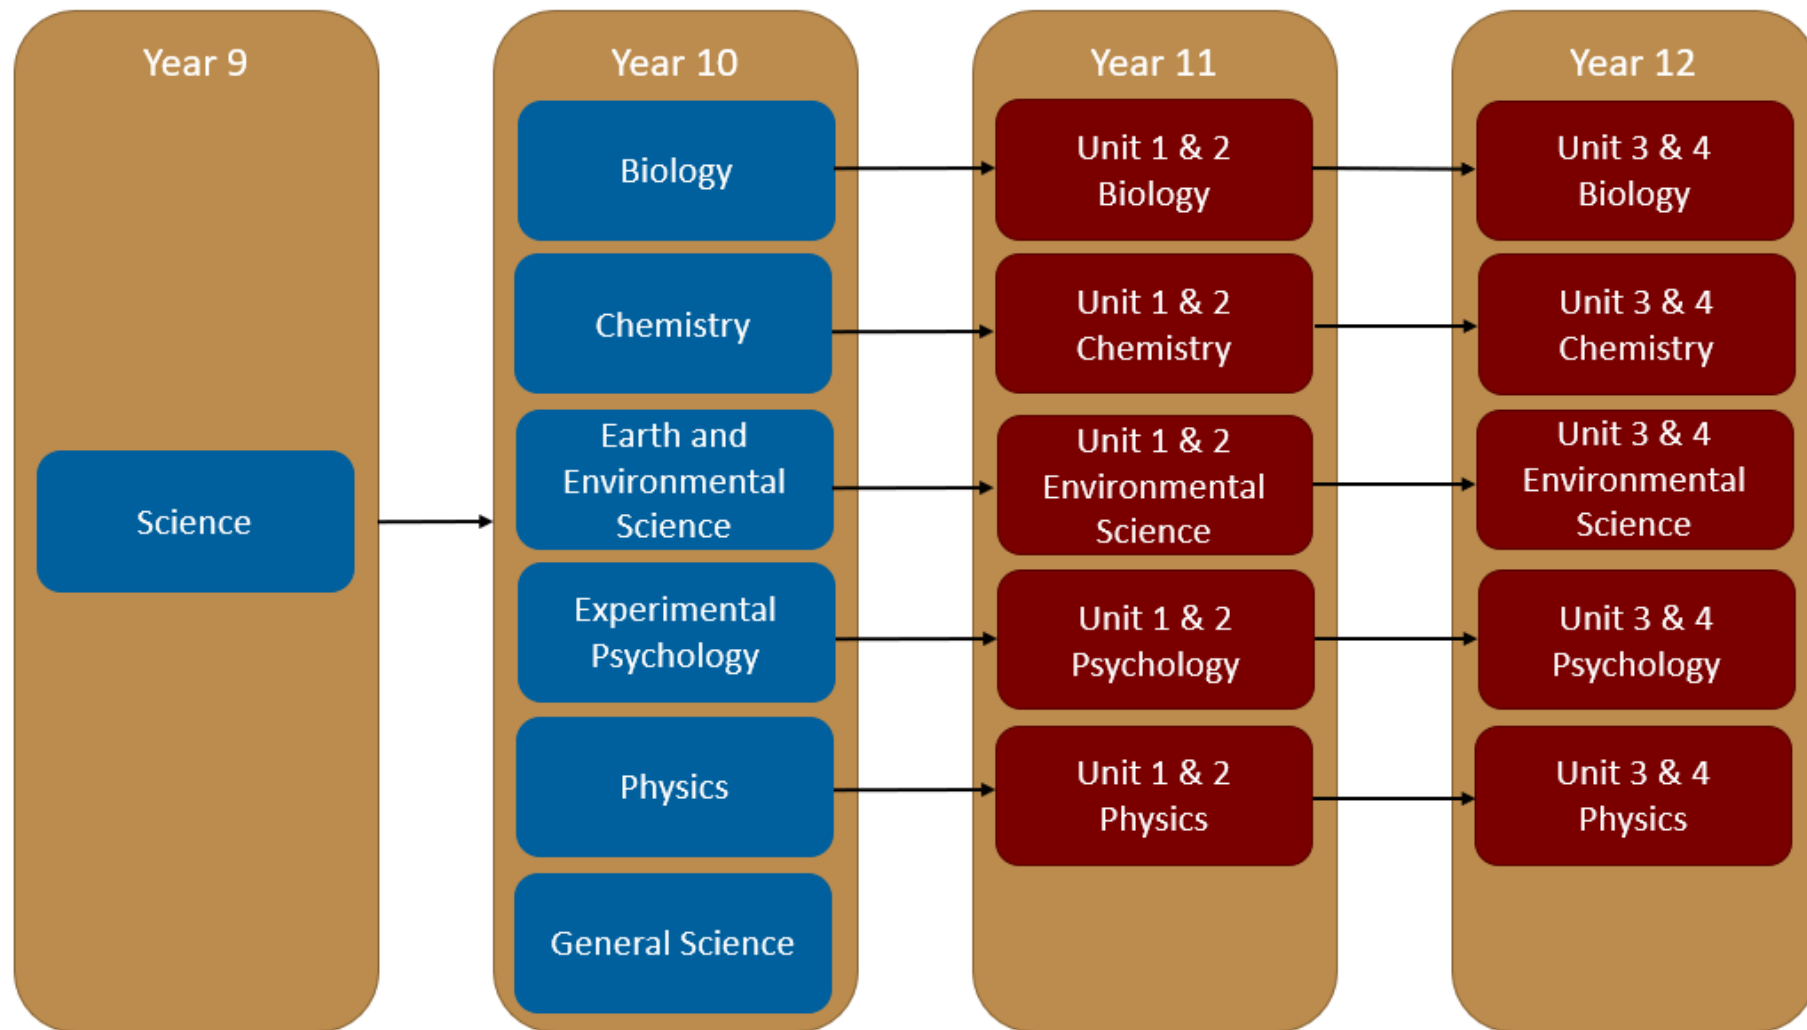 Year 9
Science
Year 10
Biology
Chemistry
Earth and
Environmental
Science
Experimental
Psychology
Physics
General Science
Year 11
Unit 1 & 2
Biology
Unit 1 & 2
Chemistry
Unit 1 & 2
Environmental
Science
Unit 1 & 2
Psychology
Unit 1 & 2
Physics
Year 12
Unit 3 & 4
Biology
Unit 3 & 4
Chemistry
Unit 3 & 4
Environmental
Science
Unit 3 & 4
Psychology
Unit 3 & 4
Physics